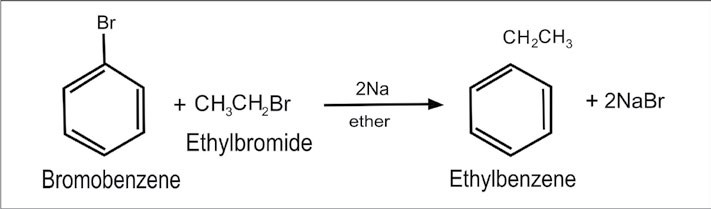 Br
+ CH₃CH₂Br
Ethylbromide
Bromobenzene
2Na
ether
CH₂CH₃
Ethylbenzene
+ 2NaBr